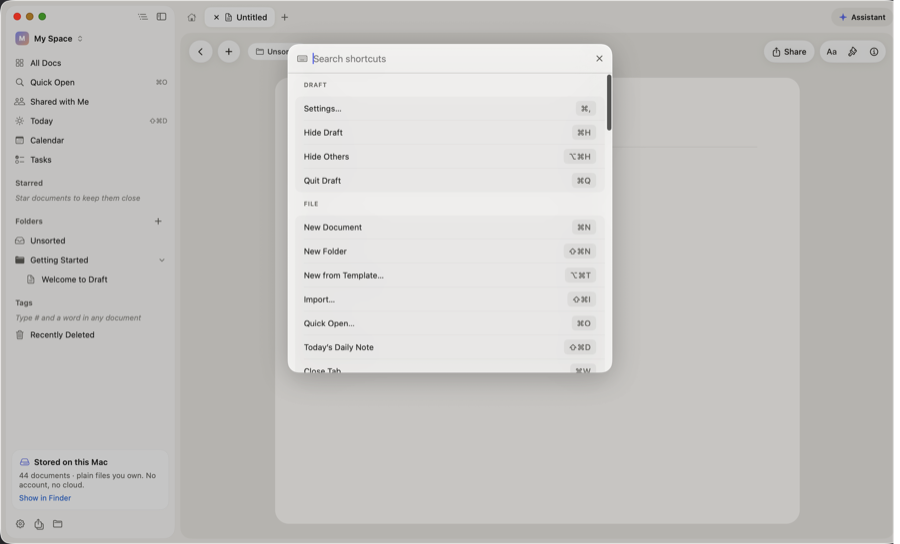 Untitled
Assistant
M My Space
All Docs
Quick Open ⌘O
Shared with Me
Today ⇧⌘D
Calendar
Tasks
Starred
Star documents to keep them close
Folders
Unsorted
Getting Started
Welcome to Draft
Tags
Type # and a word in any document
Recently Deleted
Stored on this Mac
44 documents · plain files you own. No
account, no cloud.
Show in Finder
Unsor
Share
Aa
Search shortcuts
DRAFT
Settings... ⌘,
Hide Draft ⌘H
Hide Others ⌥⌘H
Quit Draft ⌘Q
FILE
New Document ⌘N
New Folder ⇧⌘N
New from Template... ⌥⌘T
Import... ⇧⌘I
Quick Open... ⌘O
Today's Daily Note ⇧⌘D
Close Tab ⌘W